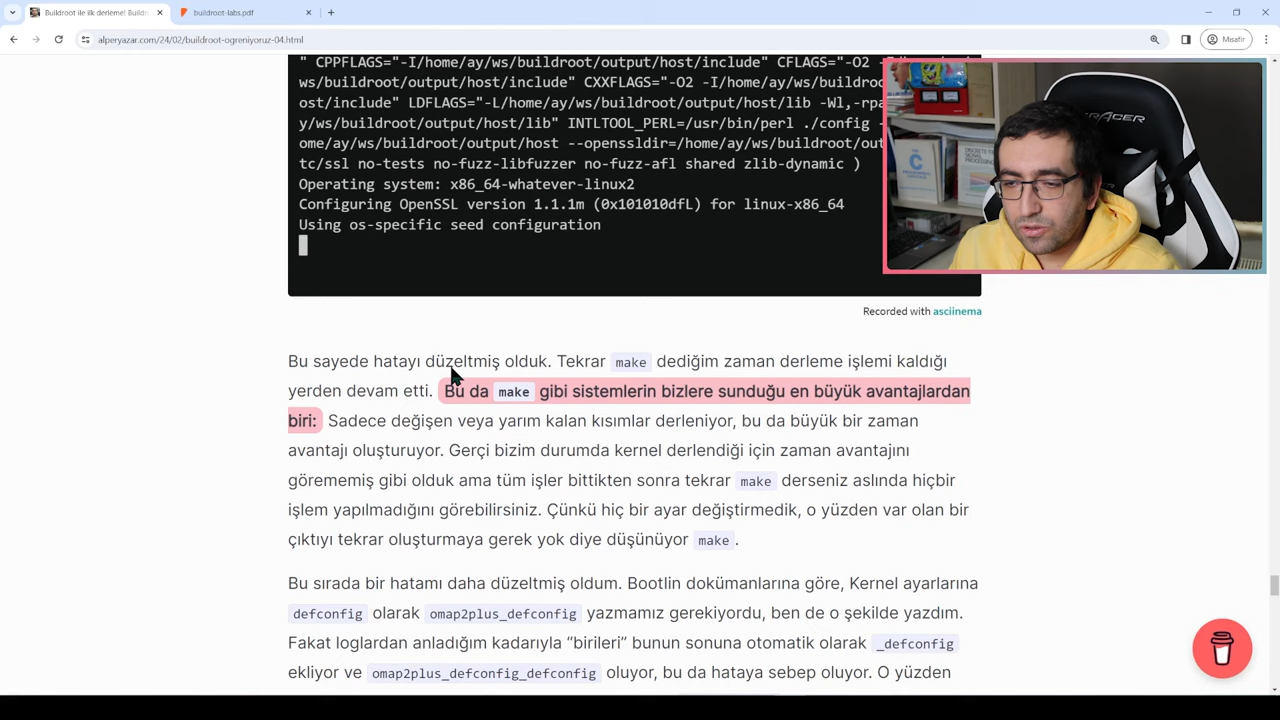 Buildroot ile ilk derleme! Buildro
buildroot-labs.pdf
alperyazar.com/24/02/buildroot-ogreniyoruz-04.html
Misafir
" CPPFLAGS="-I/home/ay/ws/buildroot/output/host/include" CFLAGS="-O2
ws/buildroot/output/host/include" CXXFLAGS="-O2 -I/home/ay/ws/buildroot/
ost/include" LDFLAGS="-L/home/ay/ws/buildroot/output/host/lib -Wl,-rpa
y/ws/buildroot/output/host/lib" INTLTOOL_PERL=/usr/bin/perl ./config -
ome/ay/ws/buildroot/output/host --openssldir=/home/ay/ws/buildroot/out
tc/ssl no-tests no-fuzz-libfuzzer no-fuzz-afl shared zlib-dynamic )
Operating system: x86_64-whatever-linux2
Configuring OpenSSL version 1.1.1m (0x101010dfL) for linux-x86_64
Using os-specific seed configuration
Recorded with asciinema
Bu sayede hatayı düzeltmiş olduk. Tekrar make dediğim zaman derleme işlemi kaldığı
yerden devam etti. Bu da make gibi sistemlerin bizlere sunduğu en büyük avantajlardan
biri: Sadece değişen veya yarım kalan kısımlar derleniyor, bu da büyük bir zaman
avantajı oluşturuyor. Gerçi bizim durumda kernel derlendiği için zaman avantajını
görememiş gibi olduk ama tüm işler bittikten sonra tekrar make derseniz aslında hiçbir
işlem yapılmadığını görebilirsiniz. Çünkü hiç bir ayar değiştirmedik, o yüzden var olan bir
çıktıyı tekrar oluşturmaya gerek yok diye düşünüyor make .
Bu sırada bir hatamı daha düzeltmiş oldum. Bootlin dokümanlarına göre, Kernel ayarlarına
defconfig olarak omap2plus_defconfig yazmamız gerekiyordu, ben de o şekilde yazdım.
Fakat loglardan anladığım kadarıyla “birileri” bunun sonuna otomatik olarak _defconfig
ekliyor ve omap2plus_defconfig_defconfig oluyor, bu da hataya sebep oluyor. O yüzden